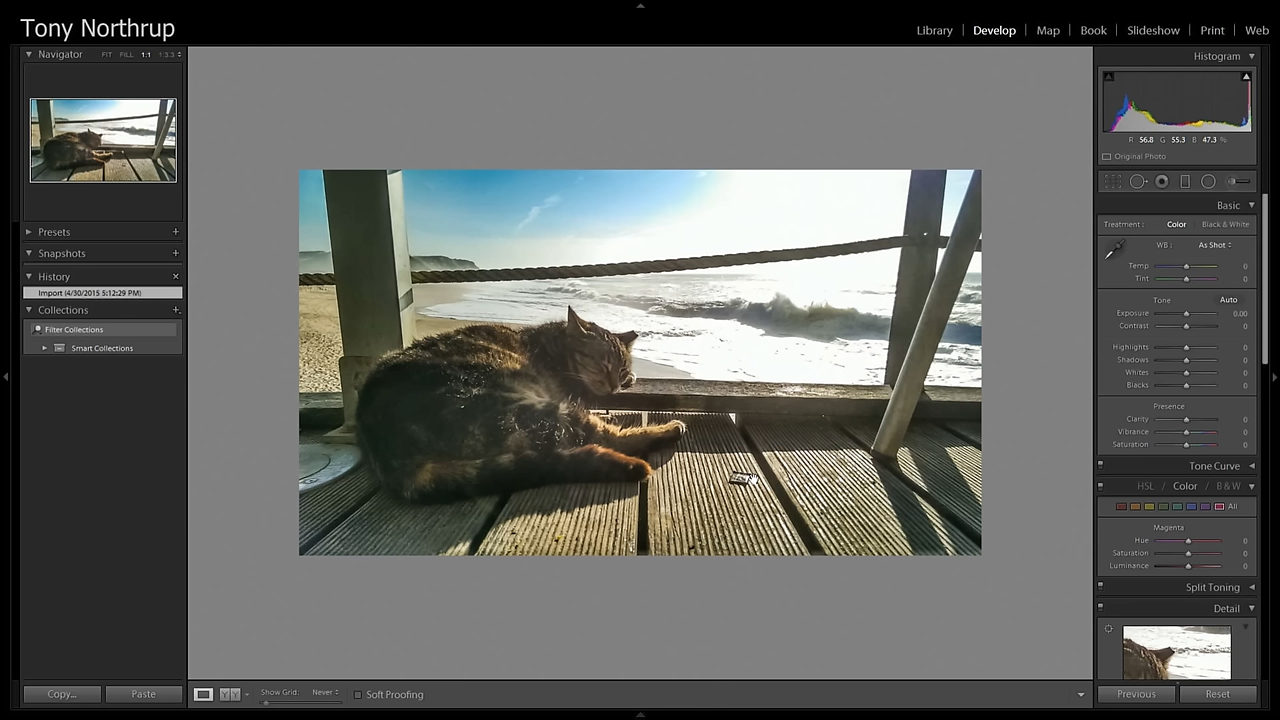 Tony Northrup
Library | Develop | Map | Book | Slideshow | Print | Web
Navigator FIT FILL 1:1 1:3.3
Histogram
R 56.8 G 55.3 B 47.3 %
Original Photo
Basic
Treatment : Color Black & White
WB : As Shot
Temp 0
Tint 0
Tone Auto
Exposure 0.00
Contrast 0
Highlights 0
Shadows 0
Whites 0
Blacks 0
Presence
Clarity 0
Vibrance 0
Saturation 0
Tone Curve
HSL / Color / B & W
All
Magenta
Hue 0
Saturation 0
Luminance 0
Split Toning
Detail
Presets
Snapshots
History
Import (4/30/2015 5:12:29 PM)
Collections
Filter Collections
Smart Collections
Copy... Paste
Y Y Show Grid: Never Soft Proofing
Previous Reset